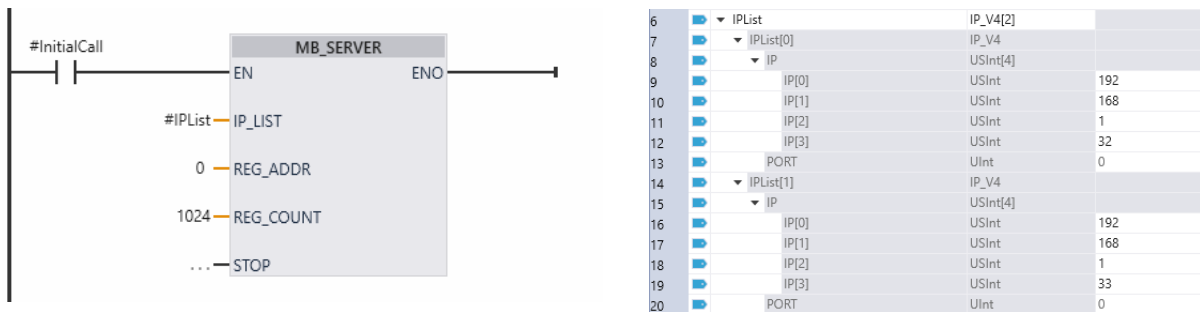 #InitialCall
MB_SERVER
EN ENO
#IPList IP_LIST
0 REG_ADDR
1024 REG_COUNT
... STOP
6 IPList IP_V4[2]
7 IPList[0] IP_V4
8 IP USInt[4]
9 IP[0] USInt 192
10 IP[1] USInt 168
11 IP[2] USInt 1
12 IP[3] USInt 32
13 PORT UInt 0
14 IPList[1] IP_V4
15 IP USInt[4]
16 IP[0] USInt 192
17 IP[1] USInt 168
18 IP[2] USInt 1
19 IP[3] USInt 33
20 PORT UInt 0